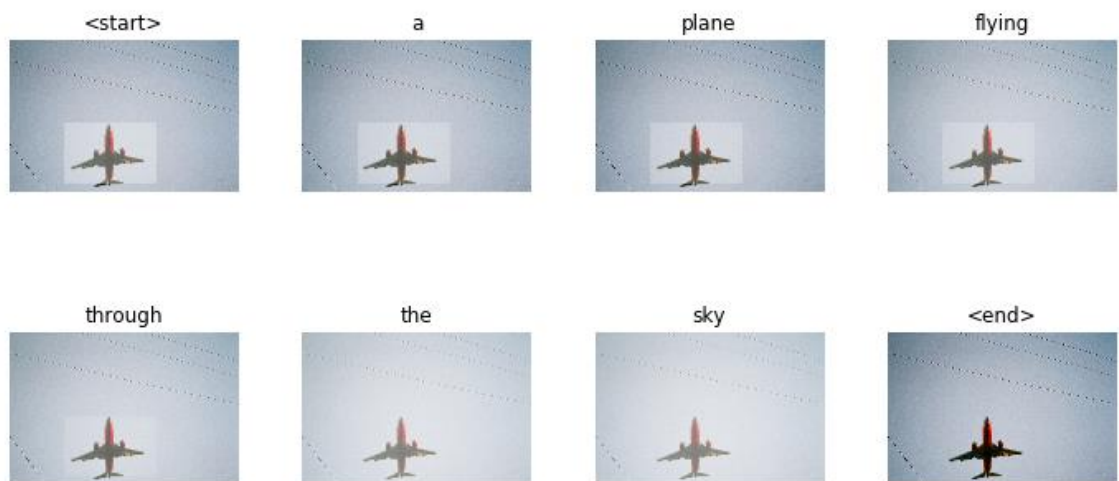 <start> a plane flying
through the sky <end>